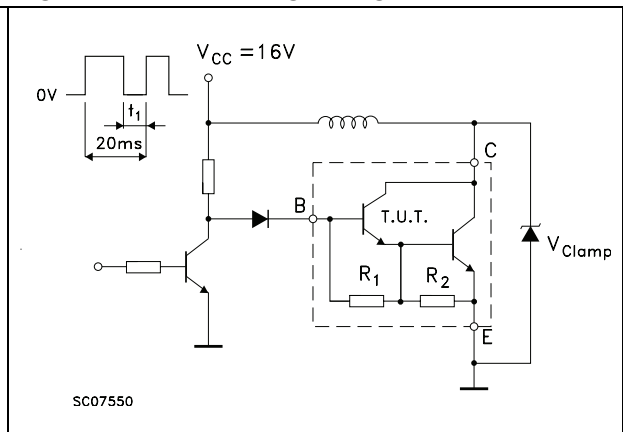 V_CC = 16V
0V
t_1
20ms
C
B
T.U.T.
R_1
R_2
V_Clamp
E
SC07550